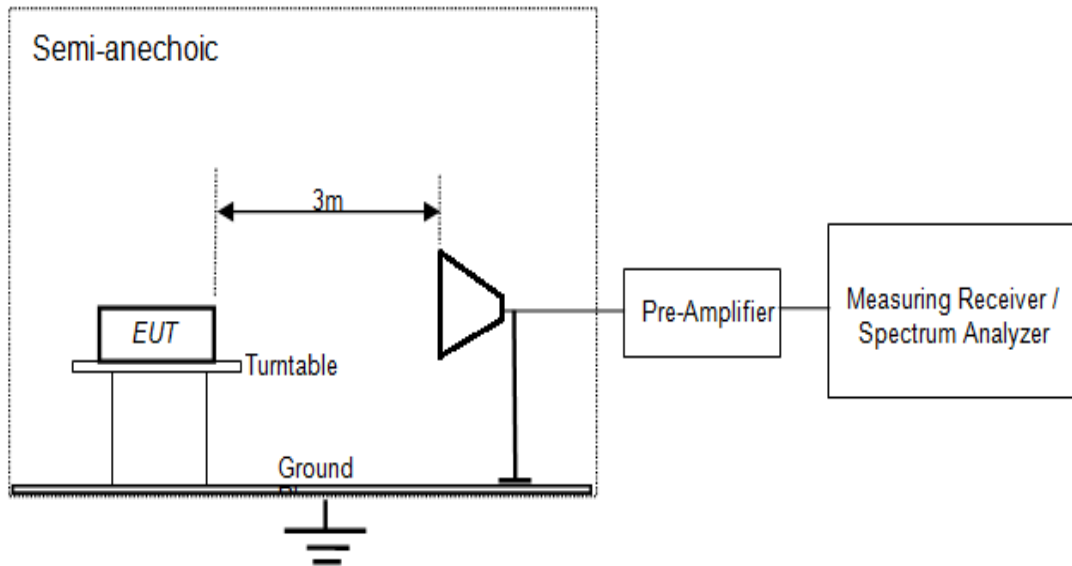 Semi-anechoic
3m
EUT
Turntable
Pre-Amplifier
Measuring Receiver /
Spectrum Analyzer
Ground